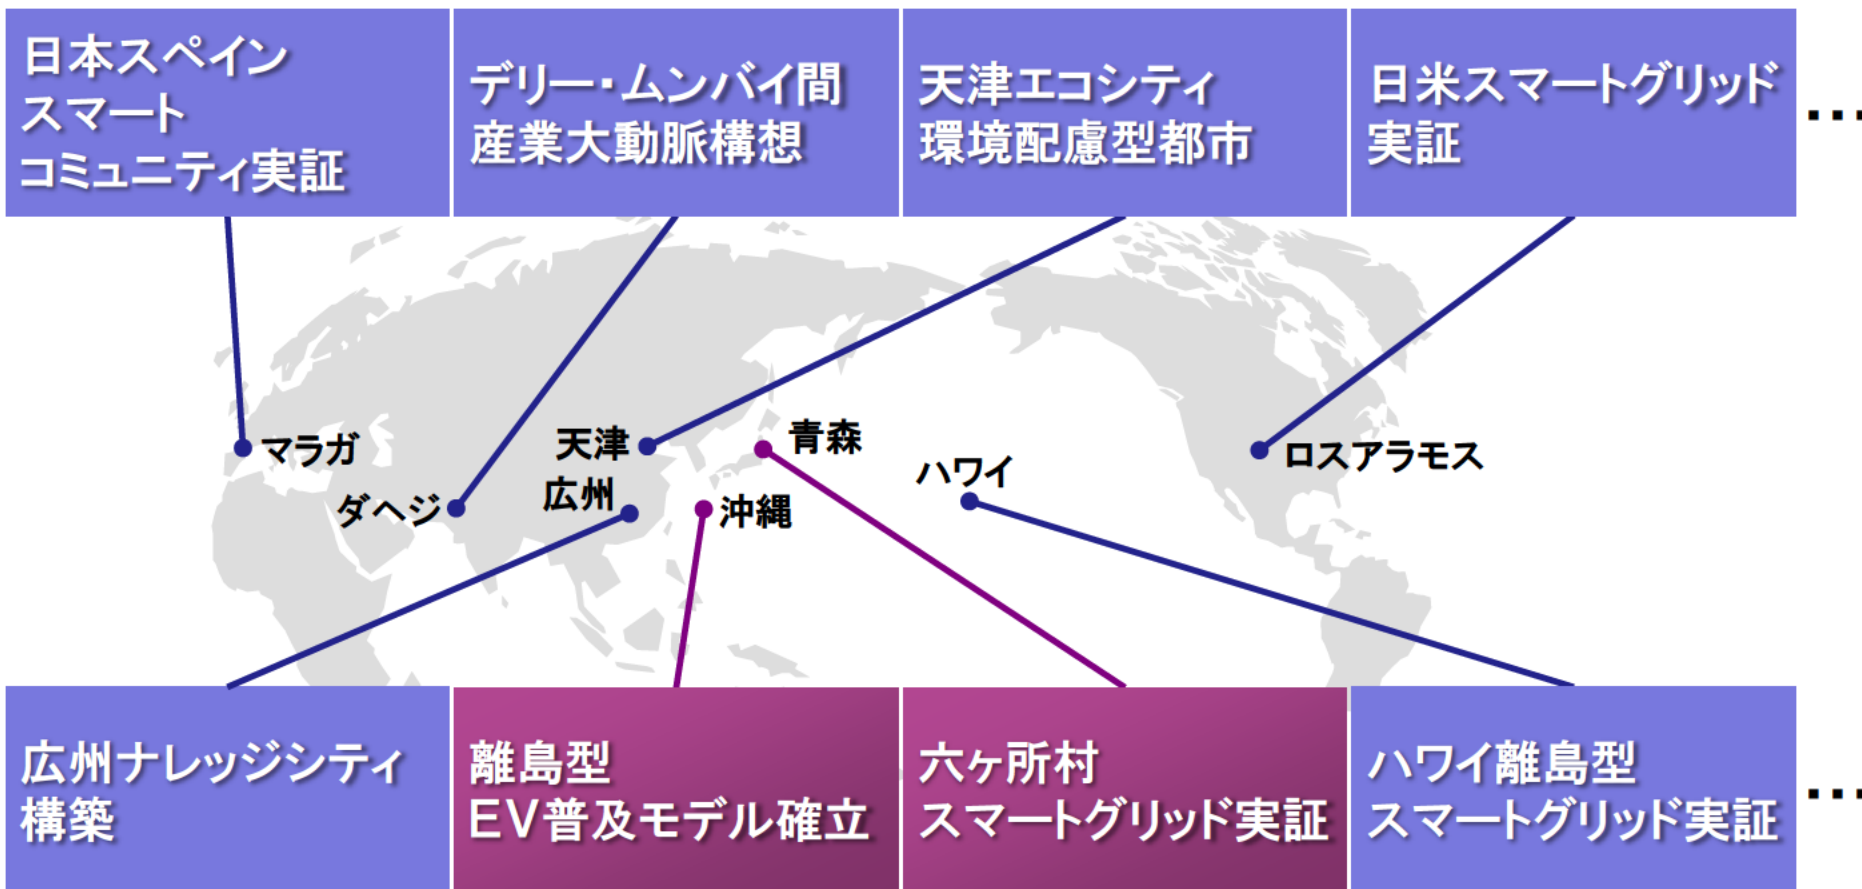 日本スペイン
スマート
コミュニティ実証
デリー・ムンバイ間
産業大動脈構想
天津エコシティ
環境配慮型都市
日米スマートグリッド
実証
…
マラガ
ダヘジ
天津
広州
青森
沖縄
ハワイ
ロスアラモス
広州ナレッジシティ
構築
離島型
EV普及モデル確立
六ヶ所村
スマートグリッド実証
ハワイ離島型
スマートグリッド実証
…